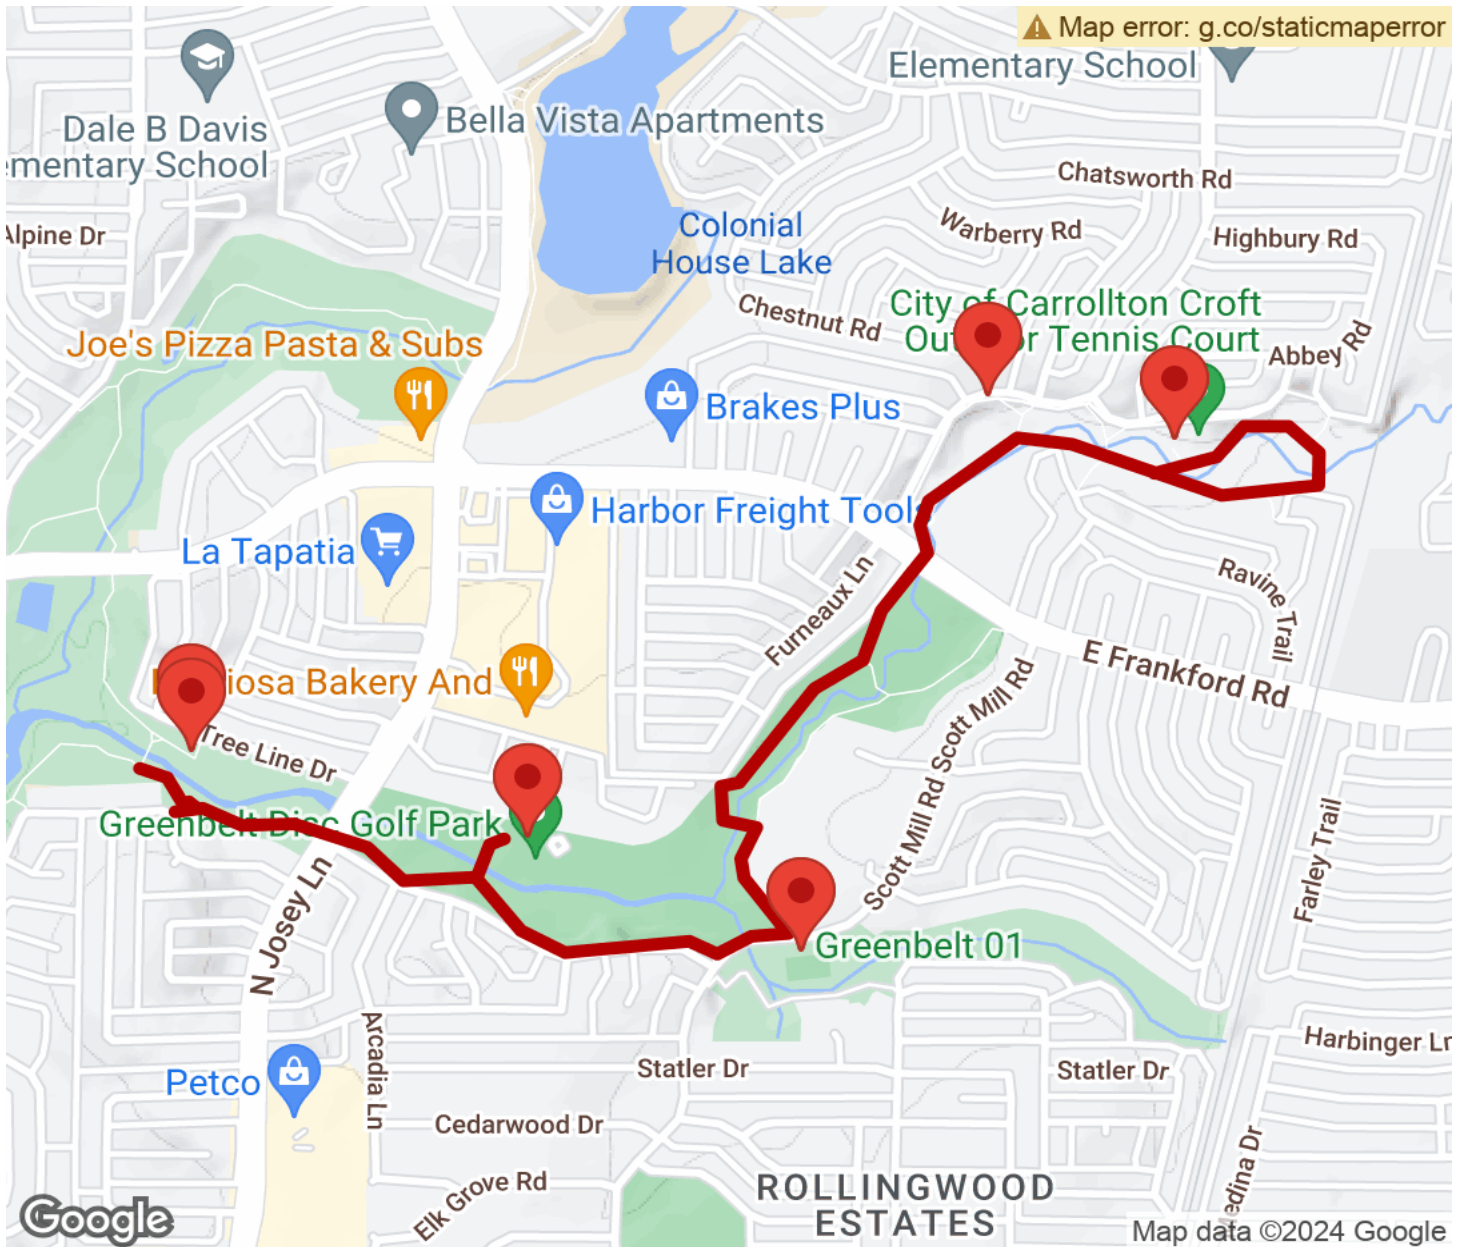 Map error: g.co/staticmaperror
Elementary School
Dale B Davis
ementary School
Bella Vista Apartments
Chatsworth Rd
Alpine Dr
Colonial
House Lake
Warberry Rd
Highbury Rd
City of Carrollton Croft
Tennis Court
Chestnut Rd
Abbey Rd
Joe's Pizza Pasta & Subs
Brakes Plus
Harbor Freight Tools
La Tapatia
Furneaux Ln
Ravine Trail
E Frankford Rd
iosa Bakery And
Tree Line Dr
Scott Mill Rd
Scott Mill Rd
Greenbelt Disc Golf Park
Farley Trail
N Josey Ln
Greenbelt 01
Arcadia Ln
Harbinger Ln
Statler Dr
Statler Dr
Petco
Cedarwood Dr
Medina Dr
Elk Grove Rd
ROLLINGWOOD
ESTATES
Google
Map data ©2024 Google